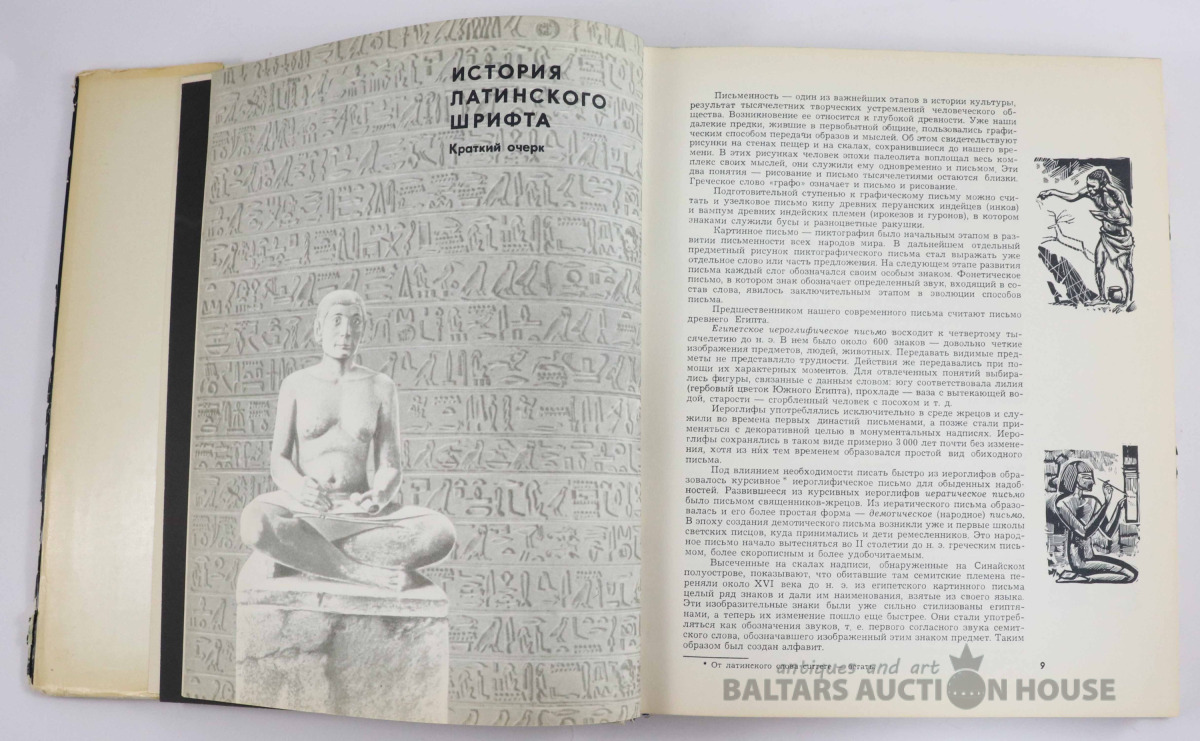 ИСТОРИЯ
ЛАТИНСКОГО
ШРИФТА
Краткий очерк
Письменность — один из важнейших этапов в истории культуры,
результат тысячелетних творческих устремлений человеческого об-
щества. Возникновение ее относится к глубокой древности. Уже наши
далекие предки, жившие в первобытной общине, пользовались графи-
ческим способом передачи образов и мыслей. Об этом свидетельствуют
рисунки на стенах пещер и на скалах, сохранившиеся до нашего вре-
мени. В этих рисунках человек эпохи палеолита воплощал весь ком-
плекс своих мыслей, они служили ему одновременно и письмом. Эти
два понятия — рисование и письмо тысячелетиями остаются близки.
Греческое слово «графо» означает и письмо и рисование.
Подготовительной ступенью к графическому письму можно счи-
тать и узелковое письмо кипу древних перуанских индейцев (инков)
и вампум древних индейских племен (ирокезов и гуронов), в котором
знаками служили бусы и разноцветные ракушки.
Картинное письмо — пиктография было начальным этапом в раз-
витии письменности всех народов мира. В дальнейшем отдельный
предметный рисунок пиктографического письма стал выражать уже
отдельное слово или часть предложения. На следующем этапе развития
письма каждый слог обозначался своим особым знаком. Фонетическое
письмо, в котором знак обозначает определенный звук, входящий в со-
став слова, явилось заключительным этапом в эволюции способов
письма.
Предшественником нашего современного письма считают письмо
древнего Египта.
Египетское иероглифическое письмо восходит к четвертому ты-
сячелетию до н. э. В нем было около 600 знаков — довольно четкие
изображения предметов, людей, животных. Передавать видимые пред-
меты не представляло трудности. Действия же передавались при по-
мощи их характерных моментов. Для отвлеченных понятий выбира-
лись фигуры, связанные с данным словом: югу соответствовала лилия
(гербовый цветок Южного Египта), прохладе — ваза с вытекающей во-
дой, старости — сгорбленный человек с посохом и т. д.
Иероглифы употреблялись исключительно в среде жрецов и слу-
жили во времена первых династий письменами, а позже стали при-
меняться с декоративной целью в монументальных надписях. Иеро-
глифы сохранялись в таком виде примерно 3 000 лет почти без измене-
ния, хотя из них тем временем образовался простой вид обиходного
письма.
Под влиянием необходимости писать быстро из иероглифов обра-
зовалось курсивное * иероглифическое письмо для обыденных надоб-
ностей. Развившееся из курсивных иероглифов иератическое письмо
было письмом священников-жрецов. Из иератического письма образо-
валась и его более простая форма — демотическое (народное) письмо.
В эпоху создания демотического письма возникли уже и первые школы
светских писцов, куда принимались и дети ремесленников. Это народ-
ное письмо начало вытесняться во II столетии до н. э. греческим пись-
мом, более скорописным и более удобочитаемым.
Высеченные на скалах надписи, обнаруженные на Синайском
полуострове, показывают, что обитавшие там семитские племена пе-
реняли около XVI века до н. э. из египетского картинного письма
целый ряд знаков и дали им наименования, взятые из своего языка.
Эти изобразительные знаки были уже сильно стилизованы египтя-
нами, а теперь их изменение пошло еще быстрее. Они стали употреб-
ляться как обозначения звуков, т. е. первого согласного звука семит-
ского слова, обозначавшего изображенный этим знаком предмет. Таким
образом был создан алфавит.
* От латинского слова currere — бежать.
9
antiques and art
BALTARS AUCTION HOUSE